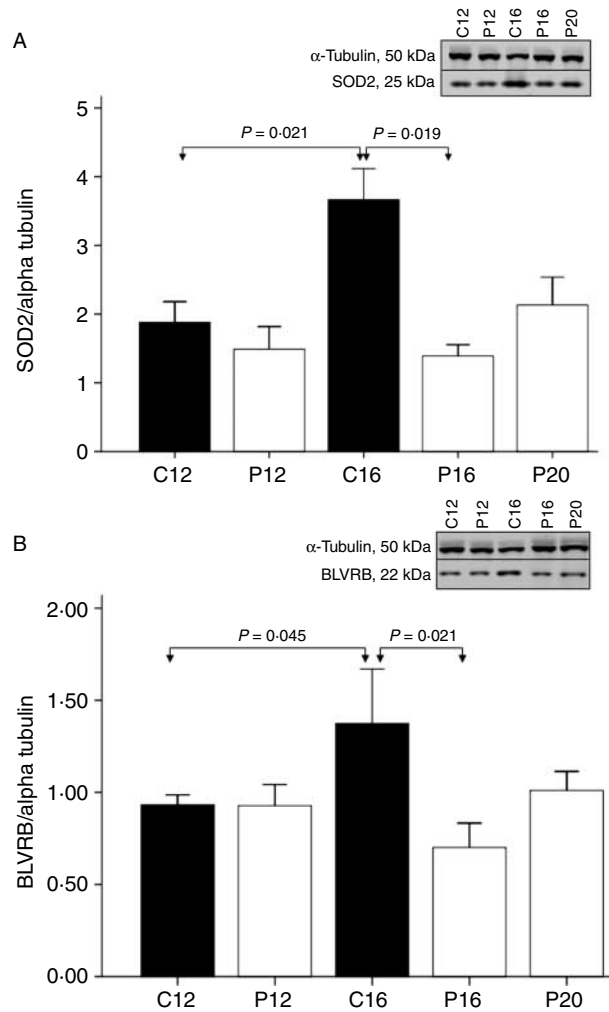 A
C12 P12 C16 P16 P20
α-Tubulin, 50 kDa
SOD2, 25 kDa
5
P = 0·021 P = 0·019
4
3
2
1
0
SOD2/alpha tubulin
C12 P12 C16 P16 P20
B
C12 P12 C16 P16 P20
α-Tubulin, 50 kDa
BLVRB, 22 kDa
2·00
P = 0·045 P = 0·021
1·50
1·00
0·50
0·00
BLVRB/alpha tubulin
C12 P12 C16 P16 P20